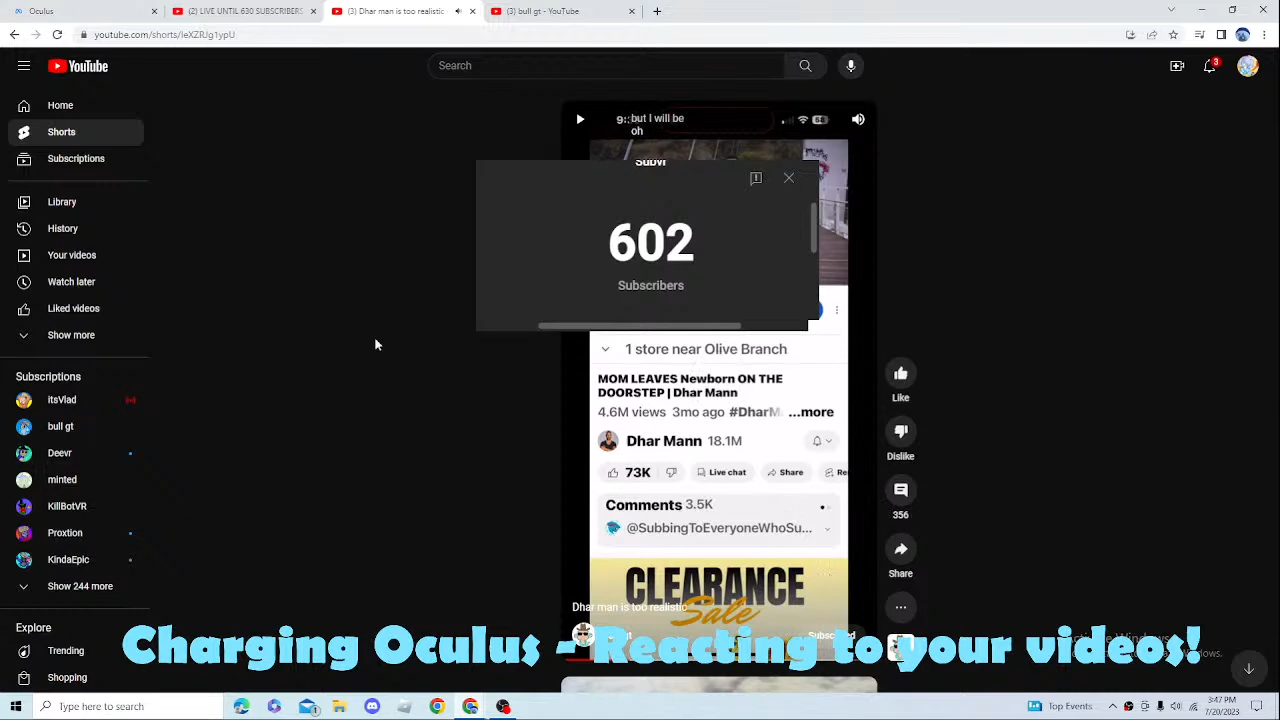 Oculus
(2) LIVE UNTIL 630 SUBSCRIBERS
(3) Dhar man is too realistic
(3) bull gt - YouTube
youtube.com/shorts/IeXZRJg1ypU
YouTube
Search
3
Home
Shorts
Subscriptions
Library
History
Your videos
Watch later
Liked videos
Show more
Subscriptions
ItsVlad
bull gt
Deevr
minted
KillBotVR
Proxtion
KindaEpic
Show 244 more
Explore
Trending
Shopping
but I will be
oh
602
Subscribers
1 store near Olive Branch
MOM LEAVES Newborn ON THE
DOORSTEP | Dhar Mann
4.6M views 3mo ago #DharM ...more
Dhar Mann 18.1M
73K Live chat Share
Comments 3.5K
@SubbingToEveryoneWhoSu...
CLEARANCE
Sale
Dhar man is too realistic
Like
Dislike
356
Share
Charging Oculus - Reacting to your videos!
Type here to search
Top Events
3:47 PM
7/20/2023